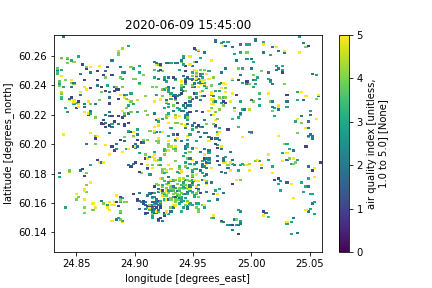 2020-06-09 15:45:00
60.26
60.24
60.22
60.20
60.18
60.16
60.14
latitude [degrees_north]
24.85 24.90 24.95 25.00 25.05
longitude [degrees_east]
5
4
3
2
1
0
air quality index [unitless,
1.0 to 5.0] [None]